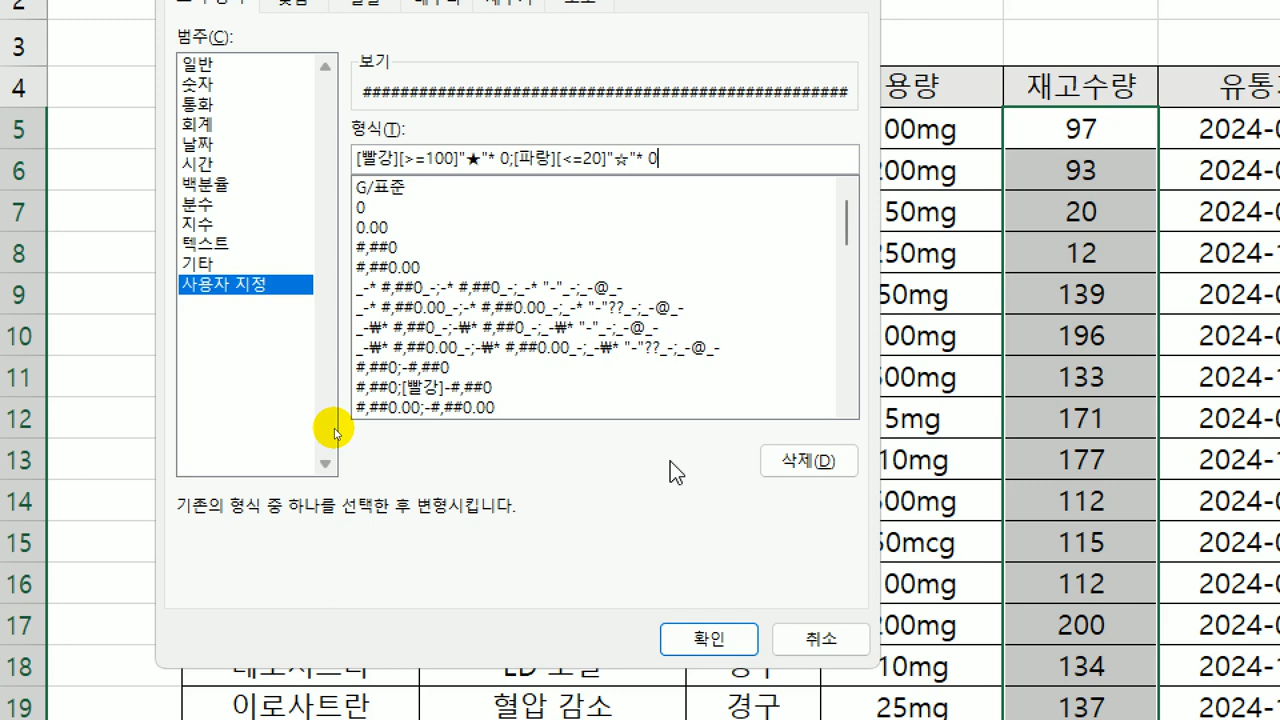 범주(C):
일반
숫자
통화
회계
날짜
시간
백분율
분수
지수
텍스트
기타
사용자 지정
보기
###################################################
형식(T):
[빨강][>=100]"★"* 0;[파랑][<=20]"☆"* 0
G/표준
0
0.00
#,##0
#,##0.00
_-* #,##0_-;-* #,##0_-;_-* "-"_-;_-@_-
_-* #,##0.00_-;-* #,##0.00_-;_-* "-"??_-;_-@_-
_-₩* #,##0_-;-₩* #,##0_-;_-₩* "-"_-;_-@_-
_-₩* #,##0.00_-;-₩* #,##0.00_-;_-₩* "-"??_-;_-@_-
#,##0;-#,##0
#,##0;[빨강]-#,##0
#,##0.00;-#,##0.00
삭제(D)
기존의 형식 중 하나를 선택한 후 변형시킵니다.
확인 취소
3
4 용량 재고수량 유통
5 00mg 97 2024-0
6 200mg 93 2024-0
7 50mg 20 2024-0
8 250mg 12 2024-1
9 50mg 139 2024-0
10 00mg 196 2024-0
11 500mg 133 2024-1
12 5mg 171 2024-0
13 10mg 177 2024-1
14 500mg 112 2024-0
15 50mcg 115 2024-0
16 00mg 112 2024-0
17 200mg 200 2024-0
18 10mg 134 2024-1
19 이로사트란 혈압 감소 경구 25mg 137 2024-1